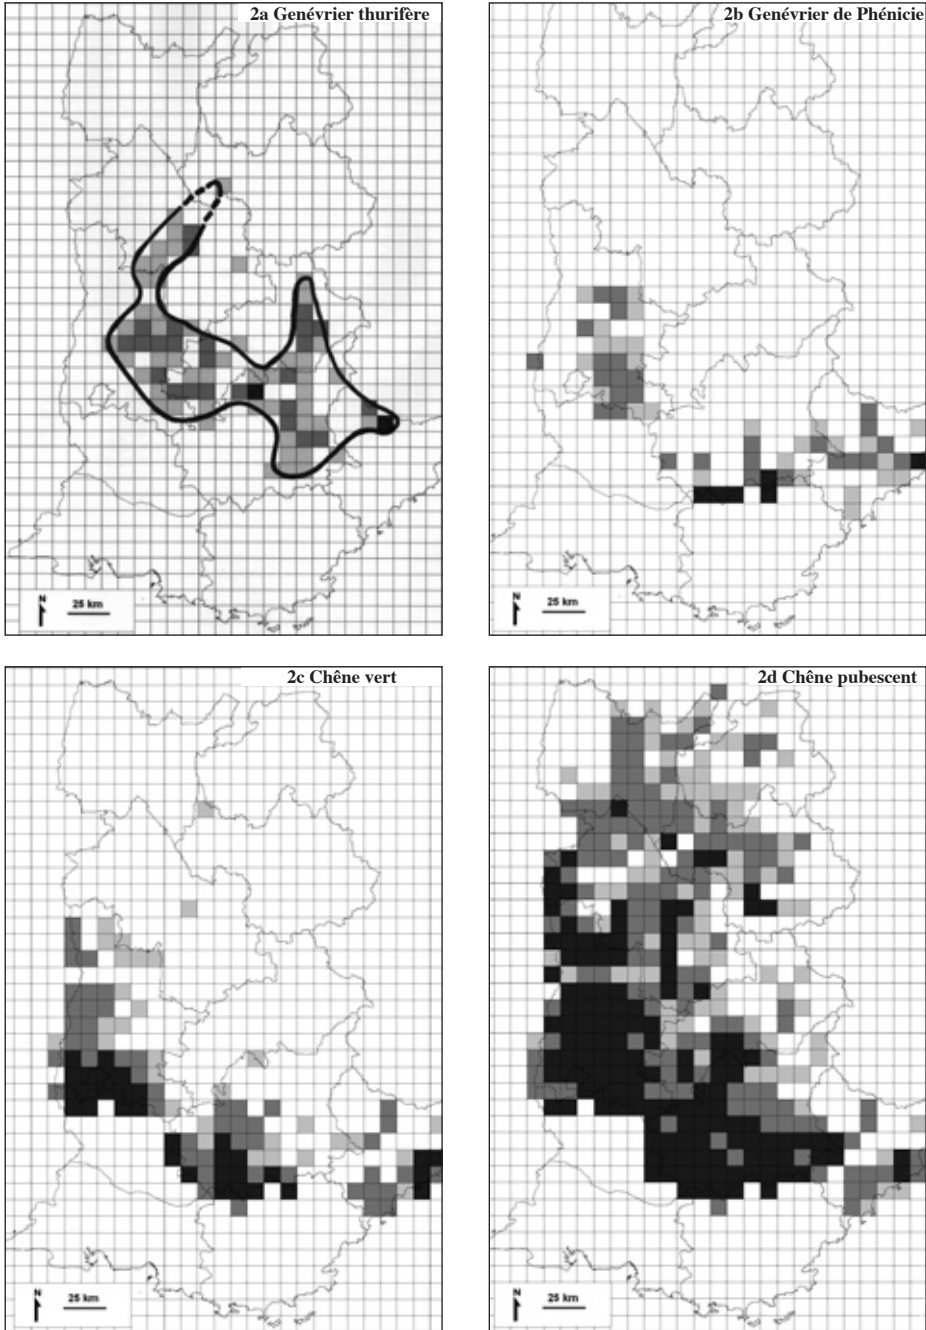 2a Genévrier thurifère
2b Genévrier de Phénicie
N
25 km
N
25 km
2c Chêne vert
2d Chêne pubescent
N
25 km
N
25 km